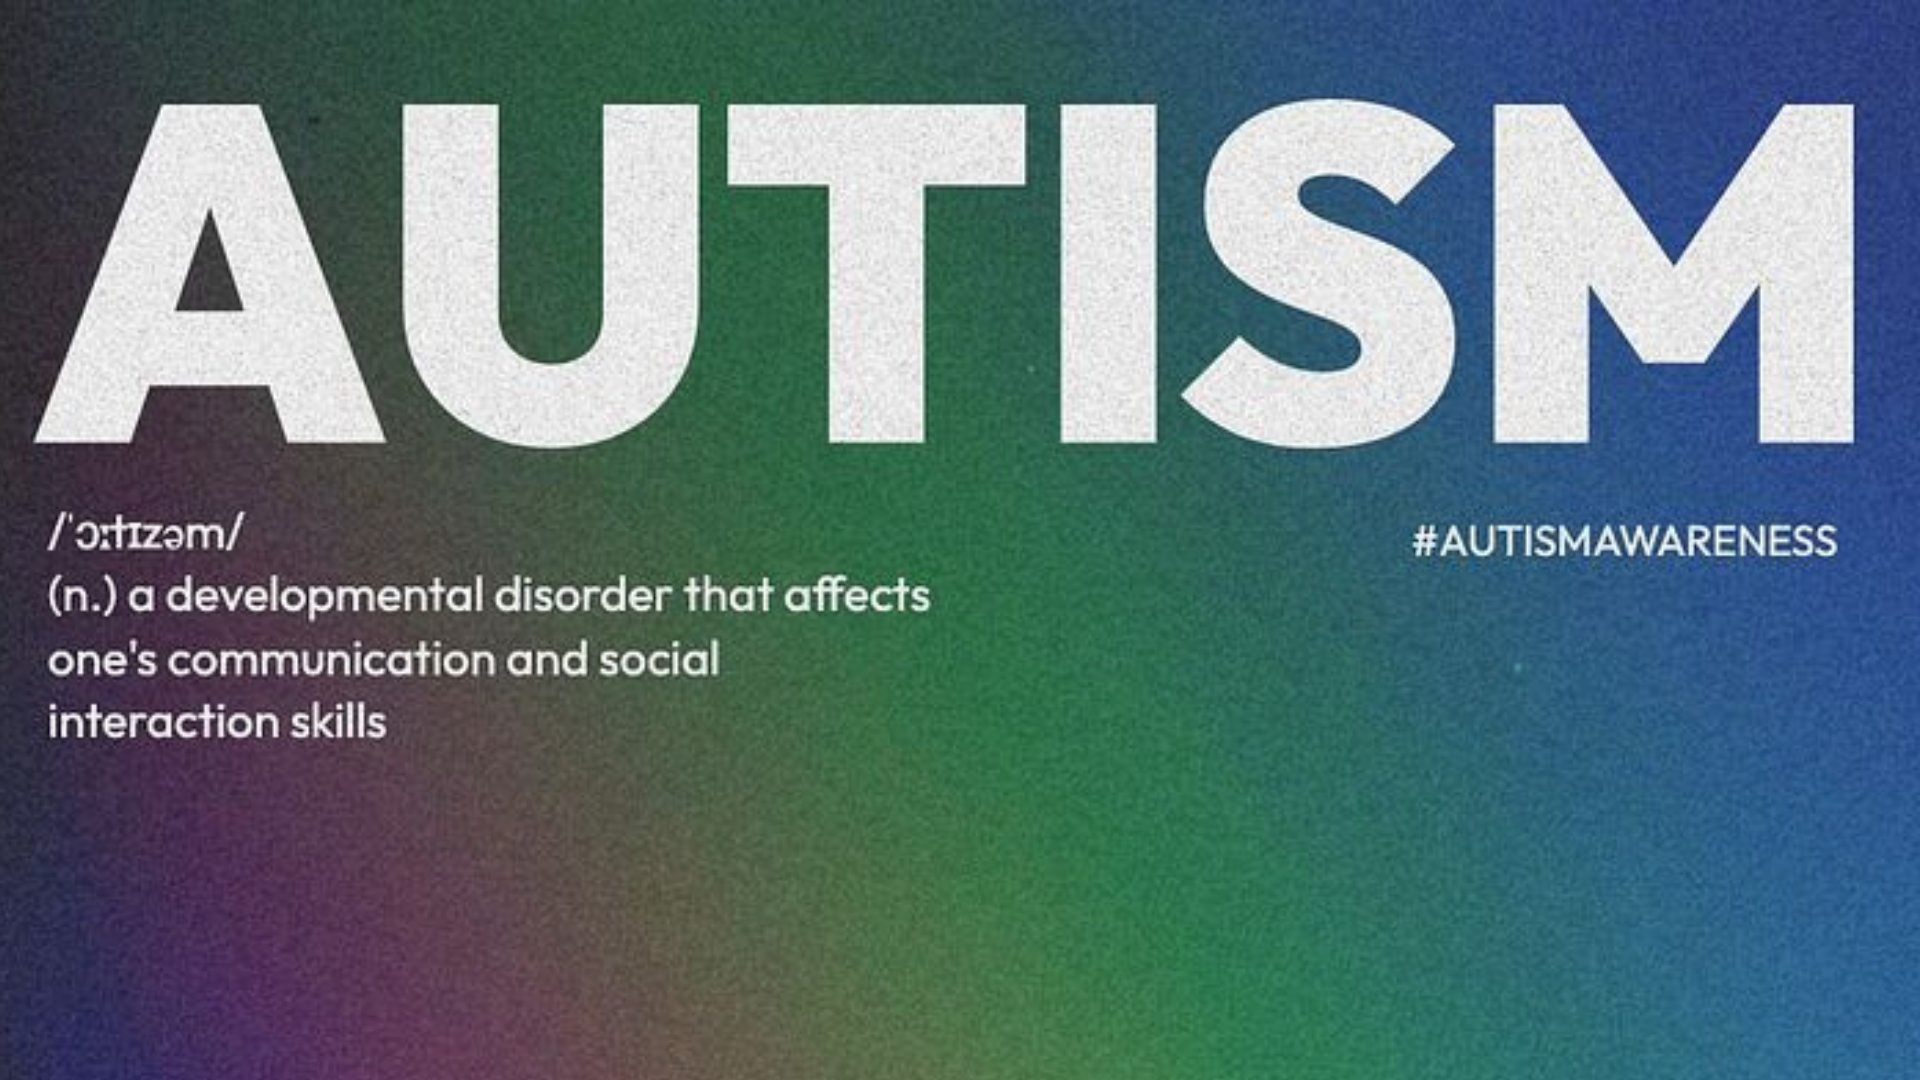 AUTISM
/ˈɔːtɪzəm/
#AUTISMAWARENESS
(n.) a developmental disorder that affects
one's communication and social
interaction skills